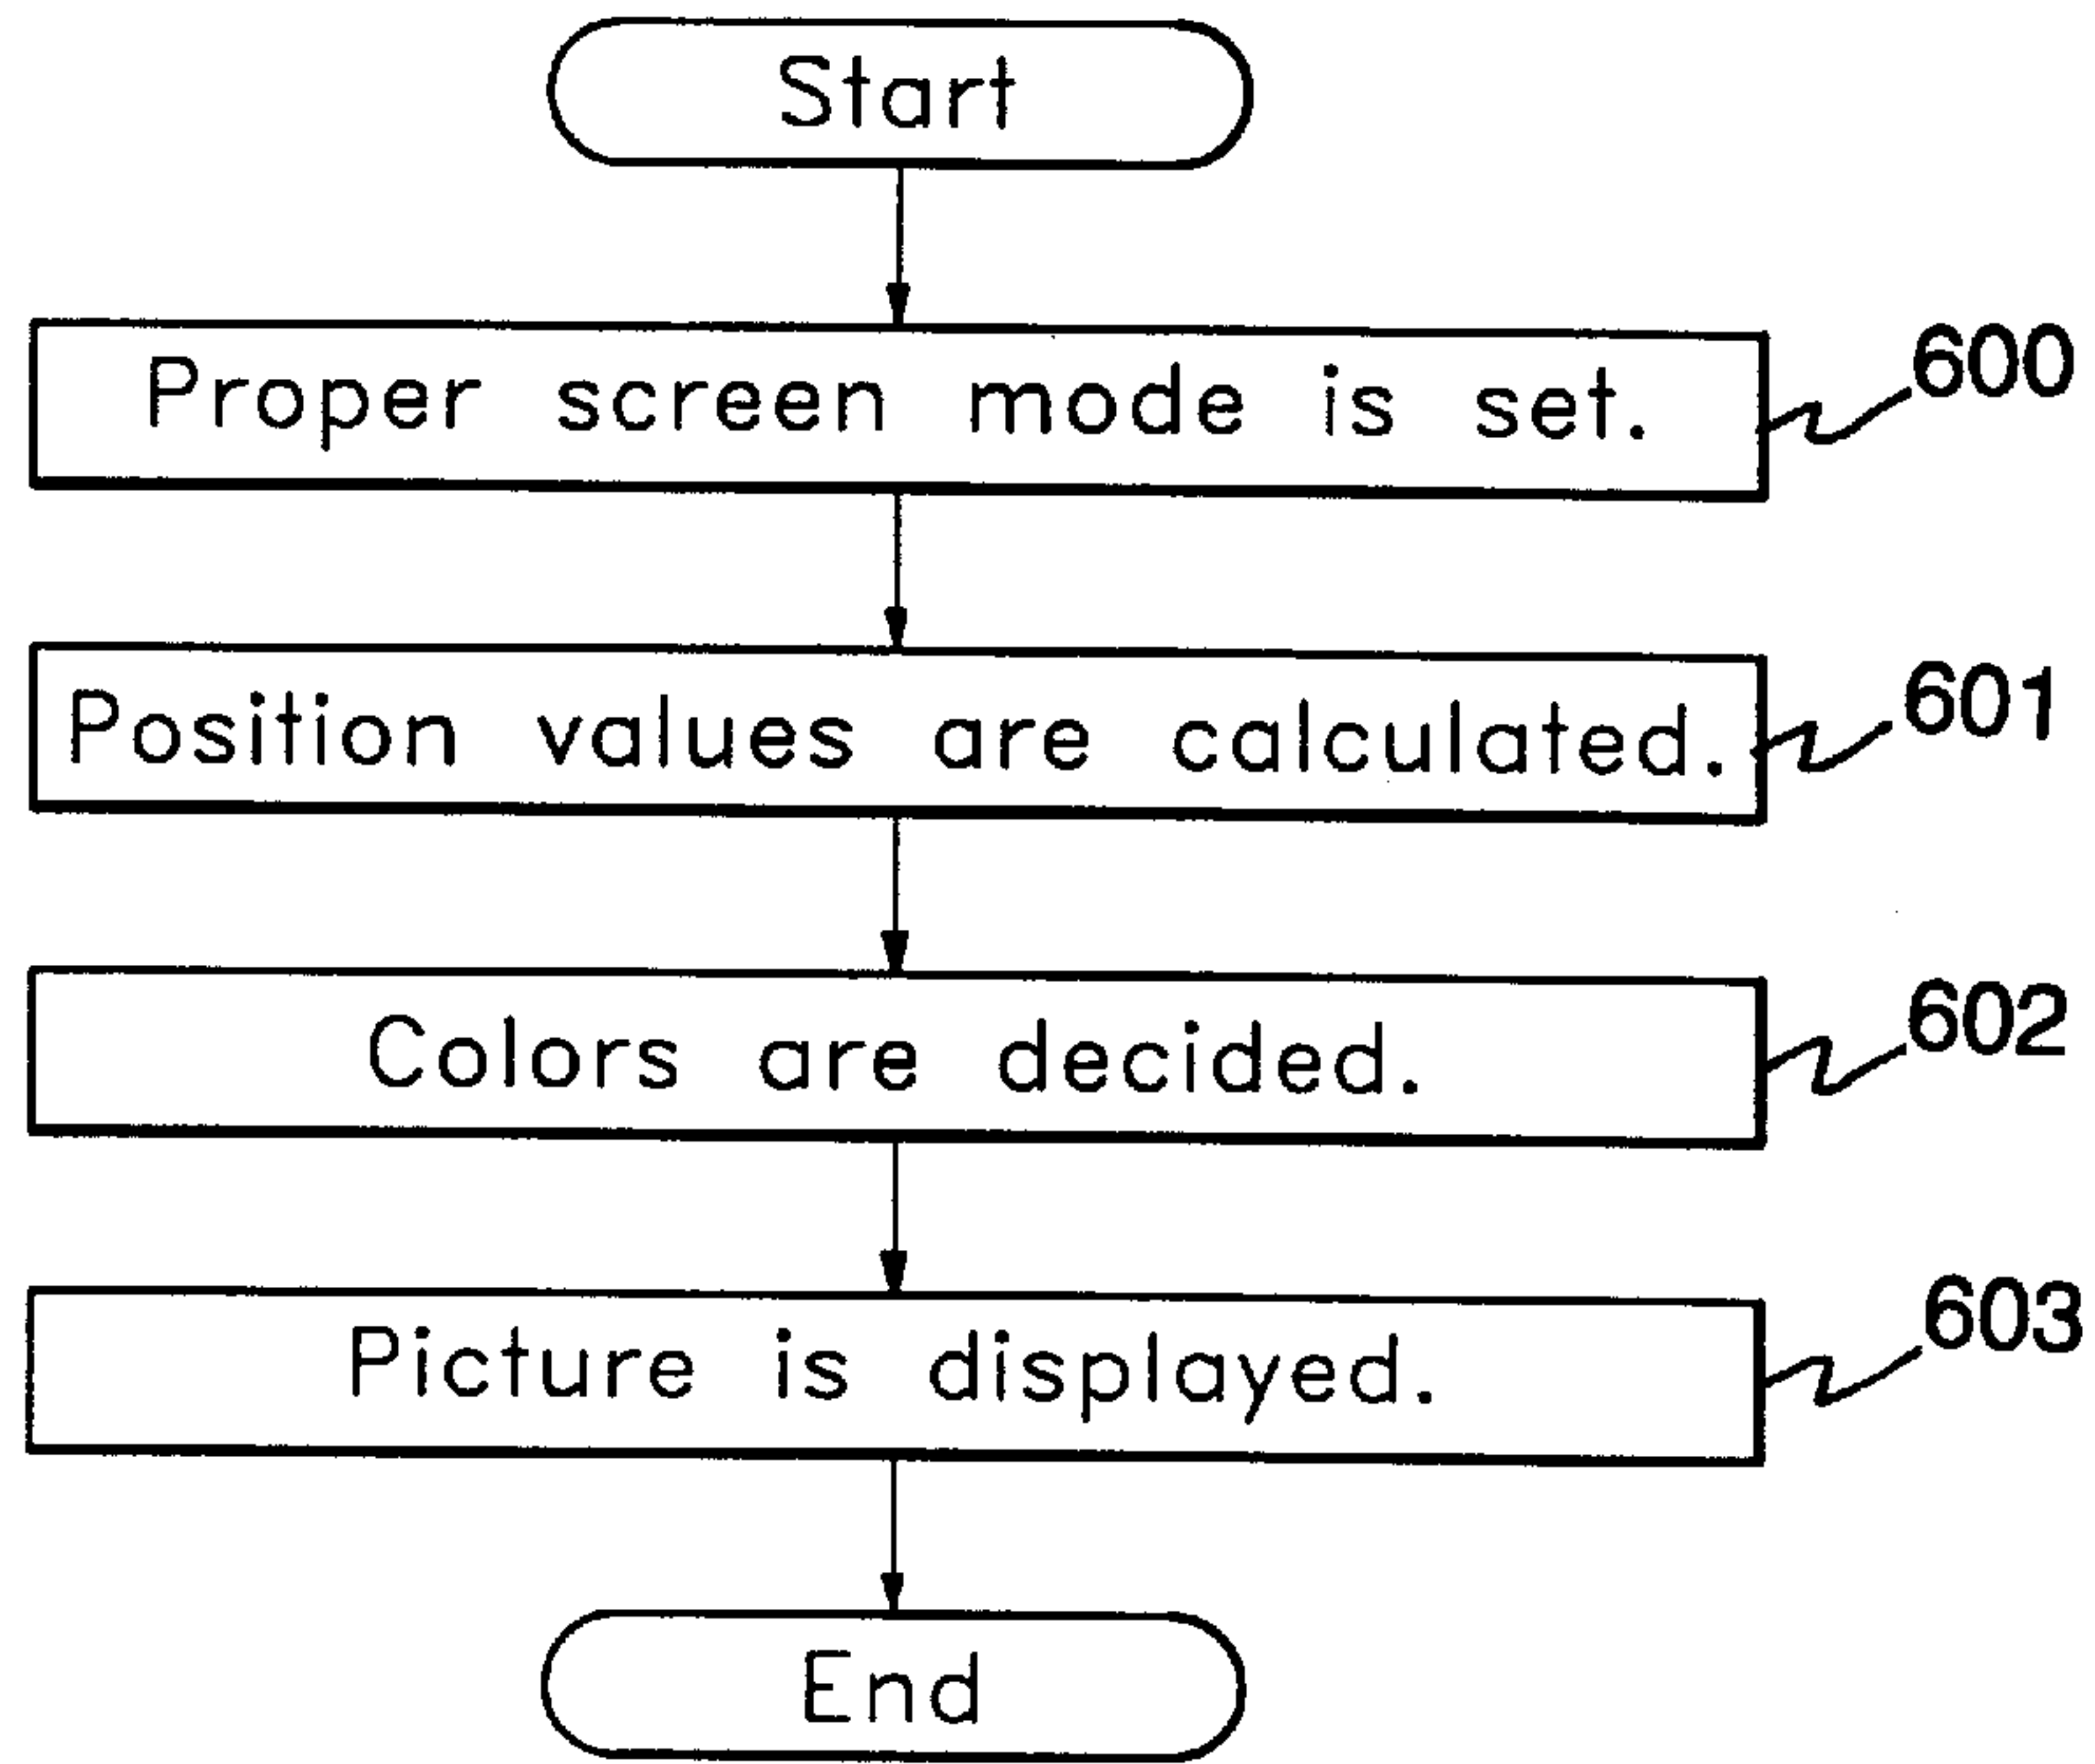 Start
Proper screen mode is set.
600
Position values are calculated.
601
Colors are decided.
602
Picture is displayed.
603
End